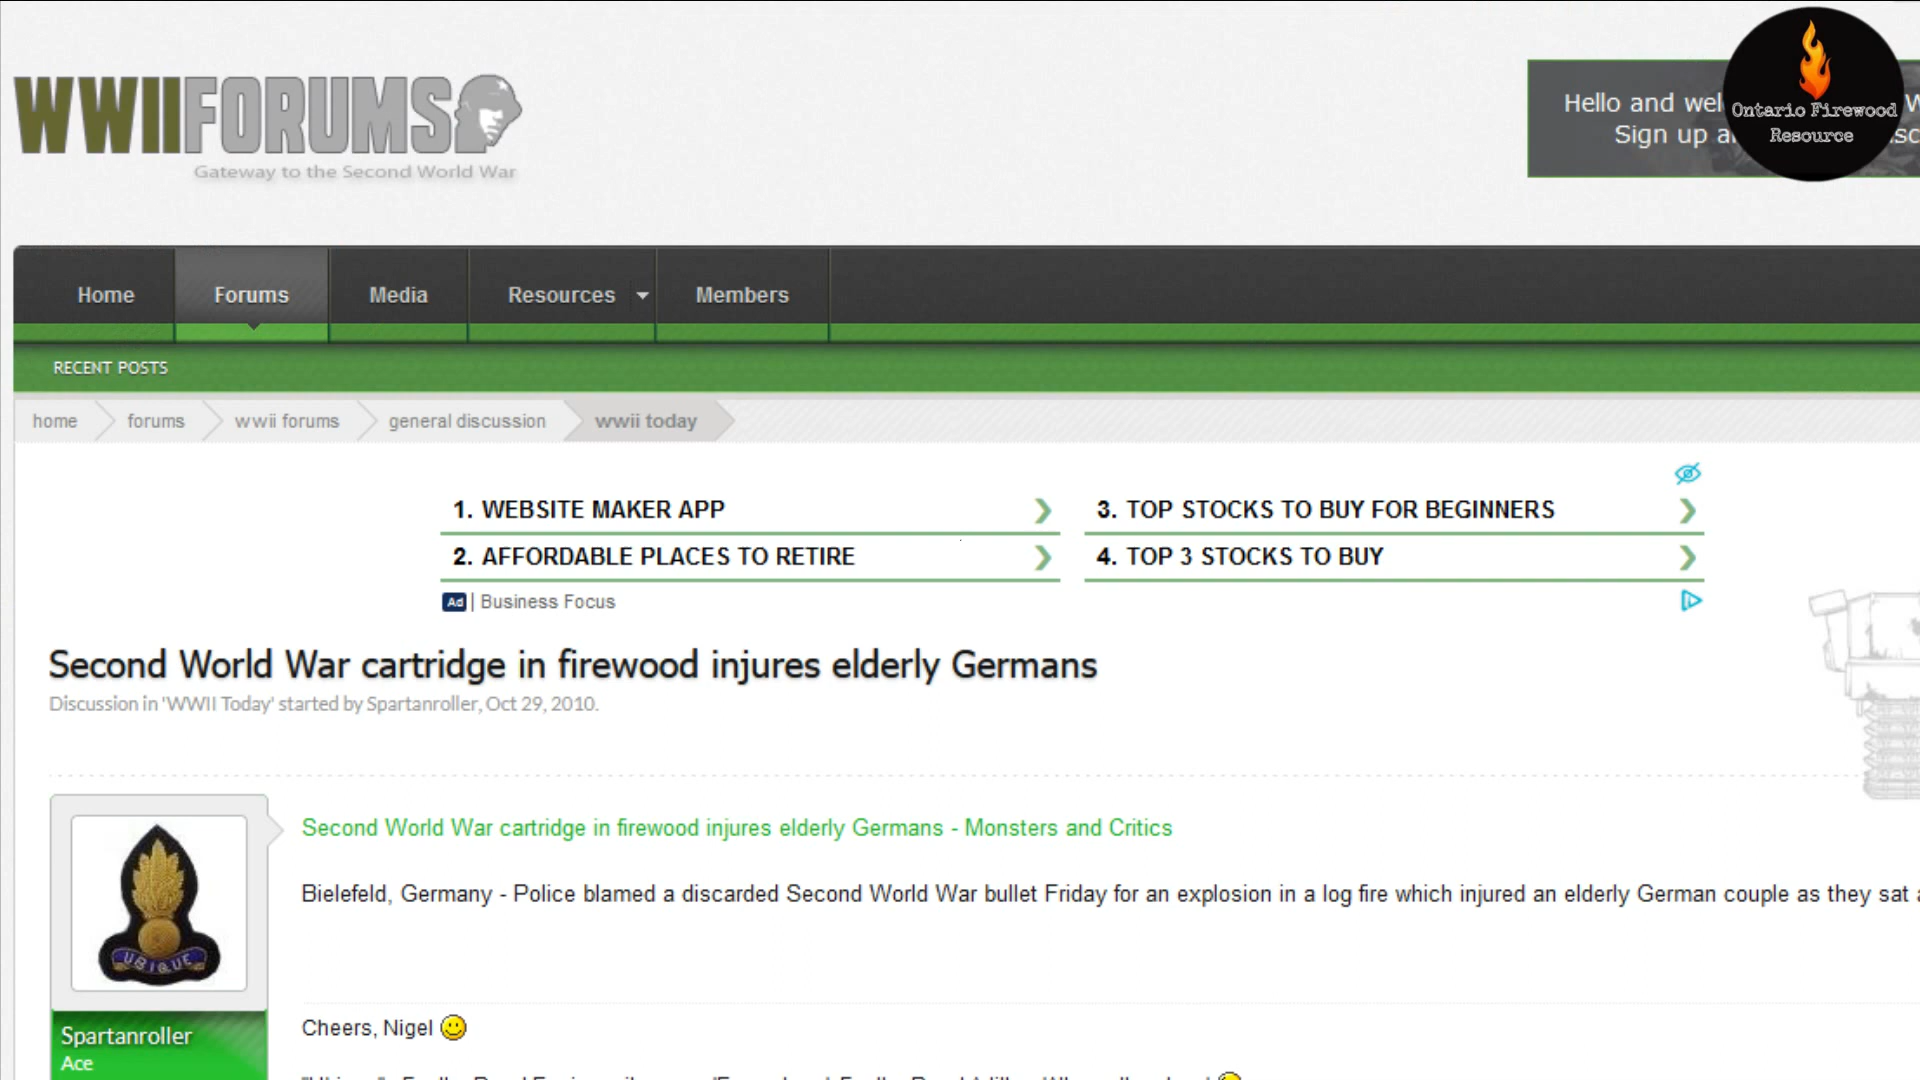 WWIIFORUMS
Gateway to the Second World War
Hello and wel
Sign up a
Ontario Firewood
Resource
Home
Forums
Media
Resources
Members
RECENT POSTS
home
forums
wwii forums
general discussion
wwii today
1. WEBSITE MAKER APP
2. AFFORDABLE PLACES TO RETIRE
3. TOP STOCKS TO BUY FOR BEGINNERS
4. TOP 3 STOCKS TO BUY
Ad | Business Focus
Second World War cartridge in firewood injures elderly Germans
Discussion in 'WWII Today' started by Spartanroller, Oct 29, 2010.
UBIQUE
Spartanroller
Ace
Second World War cartridge in firewood injures elderly Germans - Monsters and Critics
Bielefeld, Germany - Police blamed a discarded Second World War bullet Friday for an explosion in a log fire which injured an elderly German couple as they sat
Cheers, Nigel